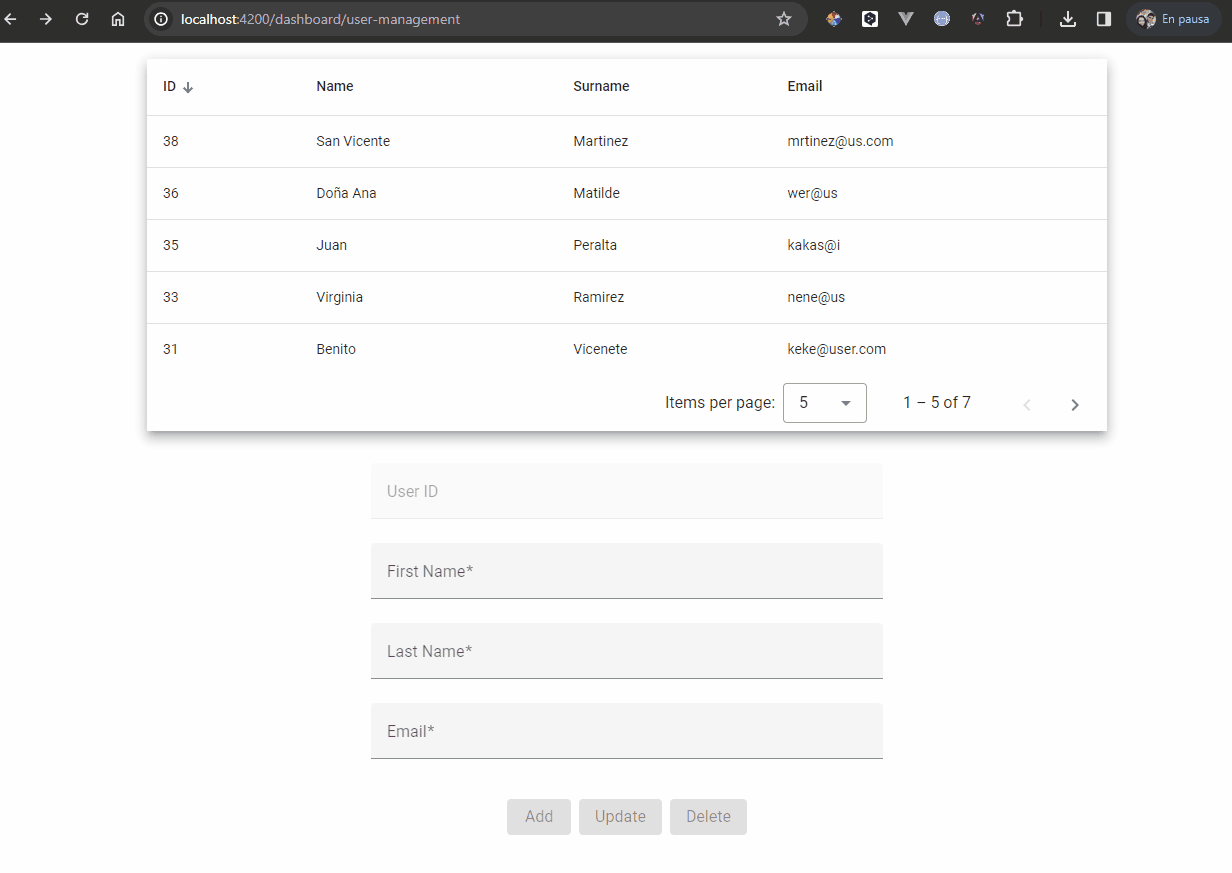 localhost:4200/dashboard/user-management
En pausa
ID Name Surname Email
38 San Vicente Martinez mrtinez@us.com
36 Doña Ana Matilde wer@us
35 Juan Peralta kakas@i
33 Virginia Ramirez nene@us
31 Benito Vicenete keke@user.com
Items per page: 5 1 – 5 of 7
User ID
First Name*
Last Name*
Email*
Add Update Delete